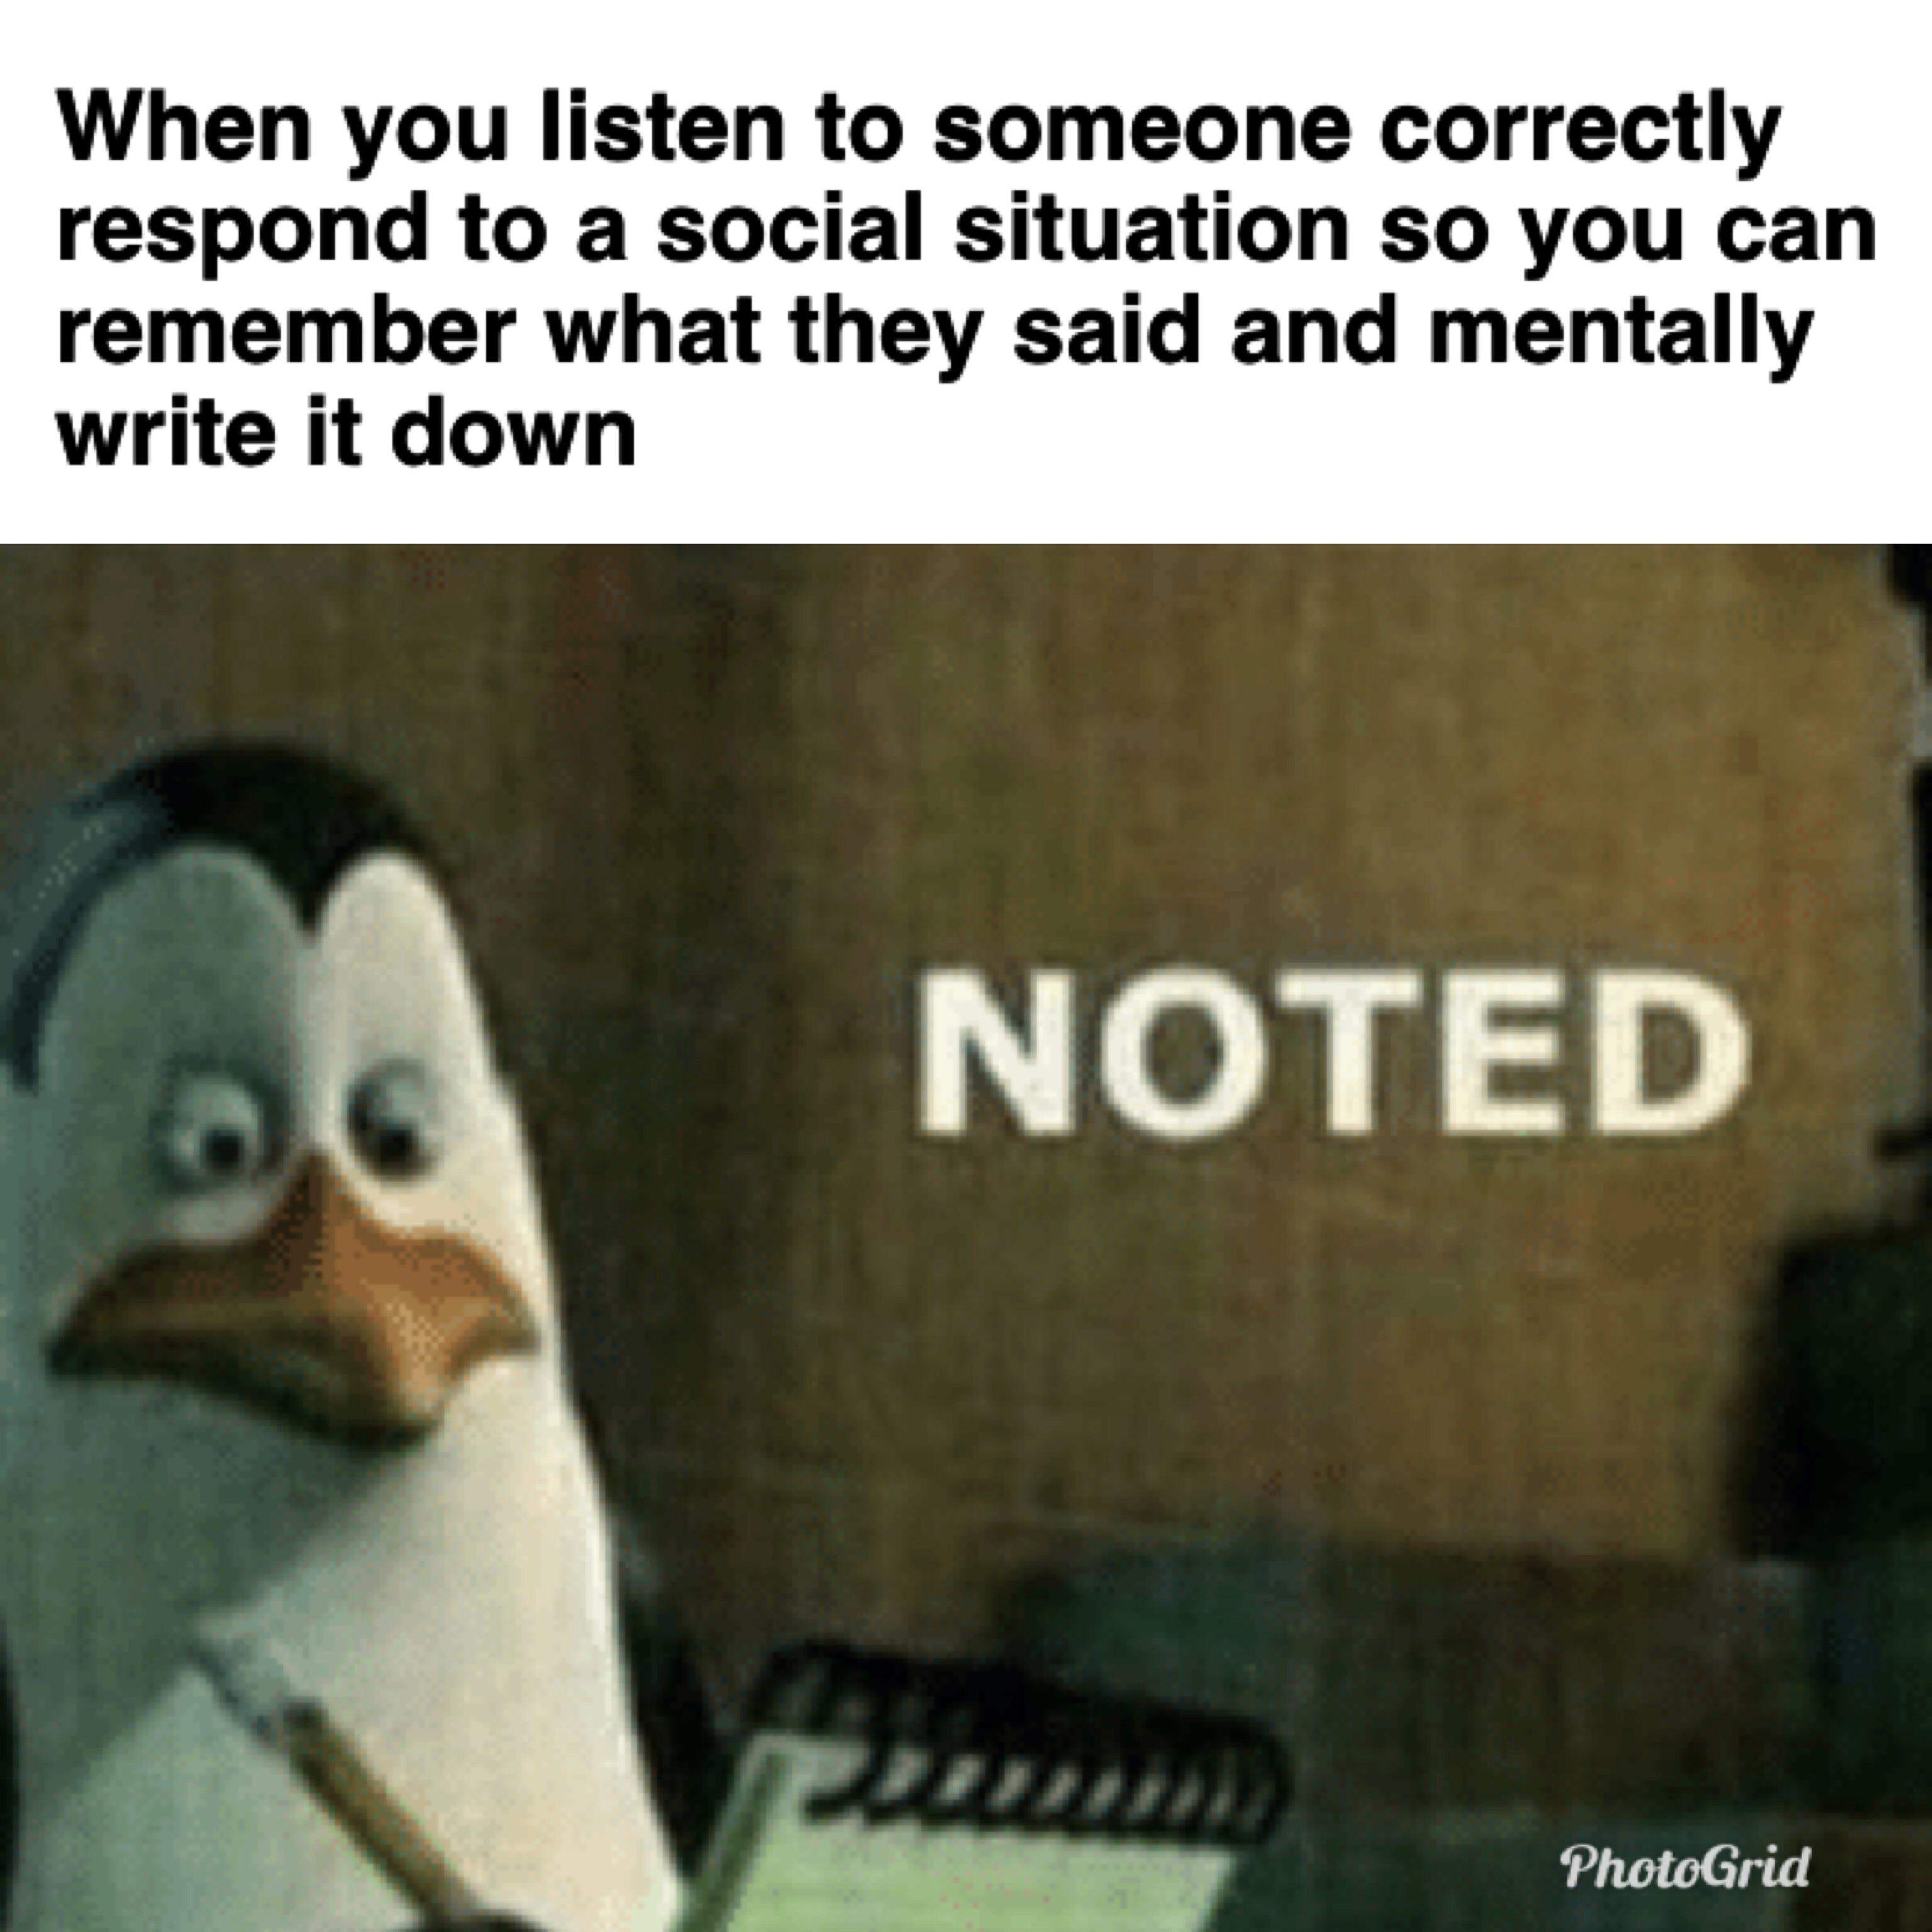 When you listen to someone correctly
respond to a social situation so you can
remember what they said and mentally
write it down
NOTED
PhotoGrid